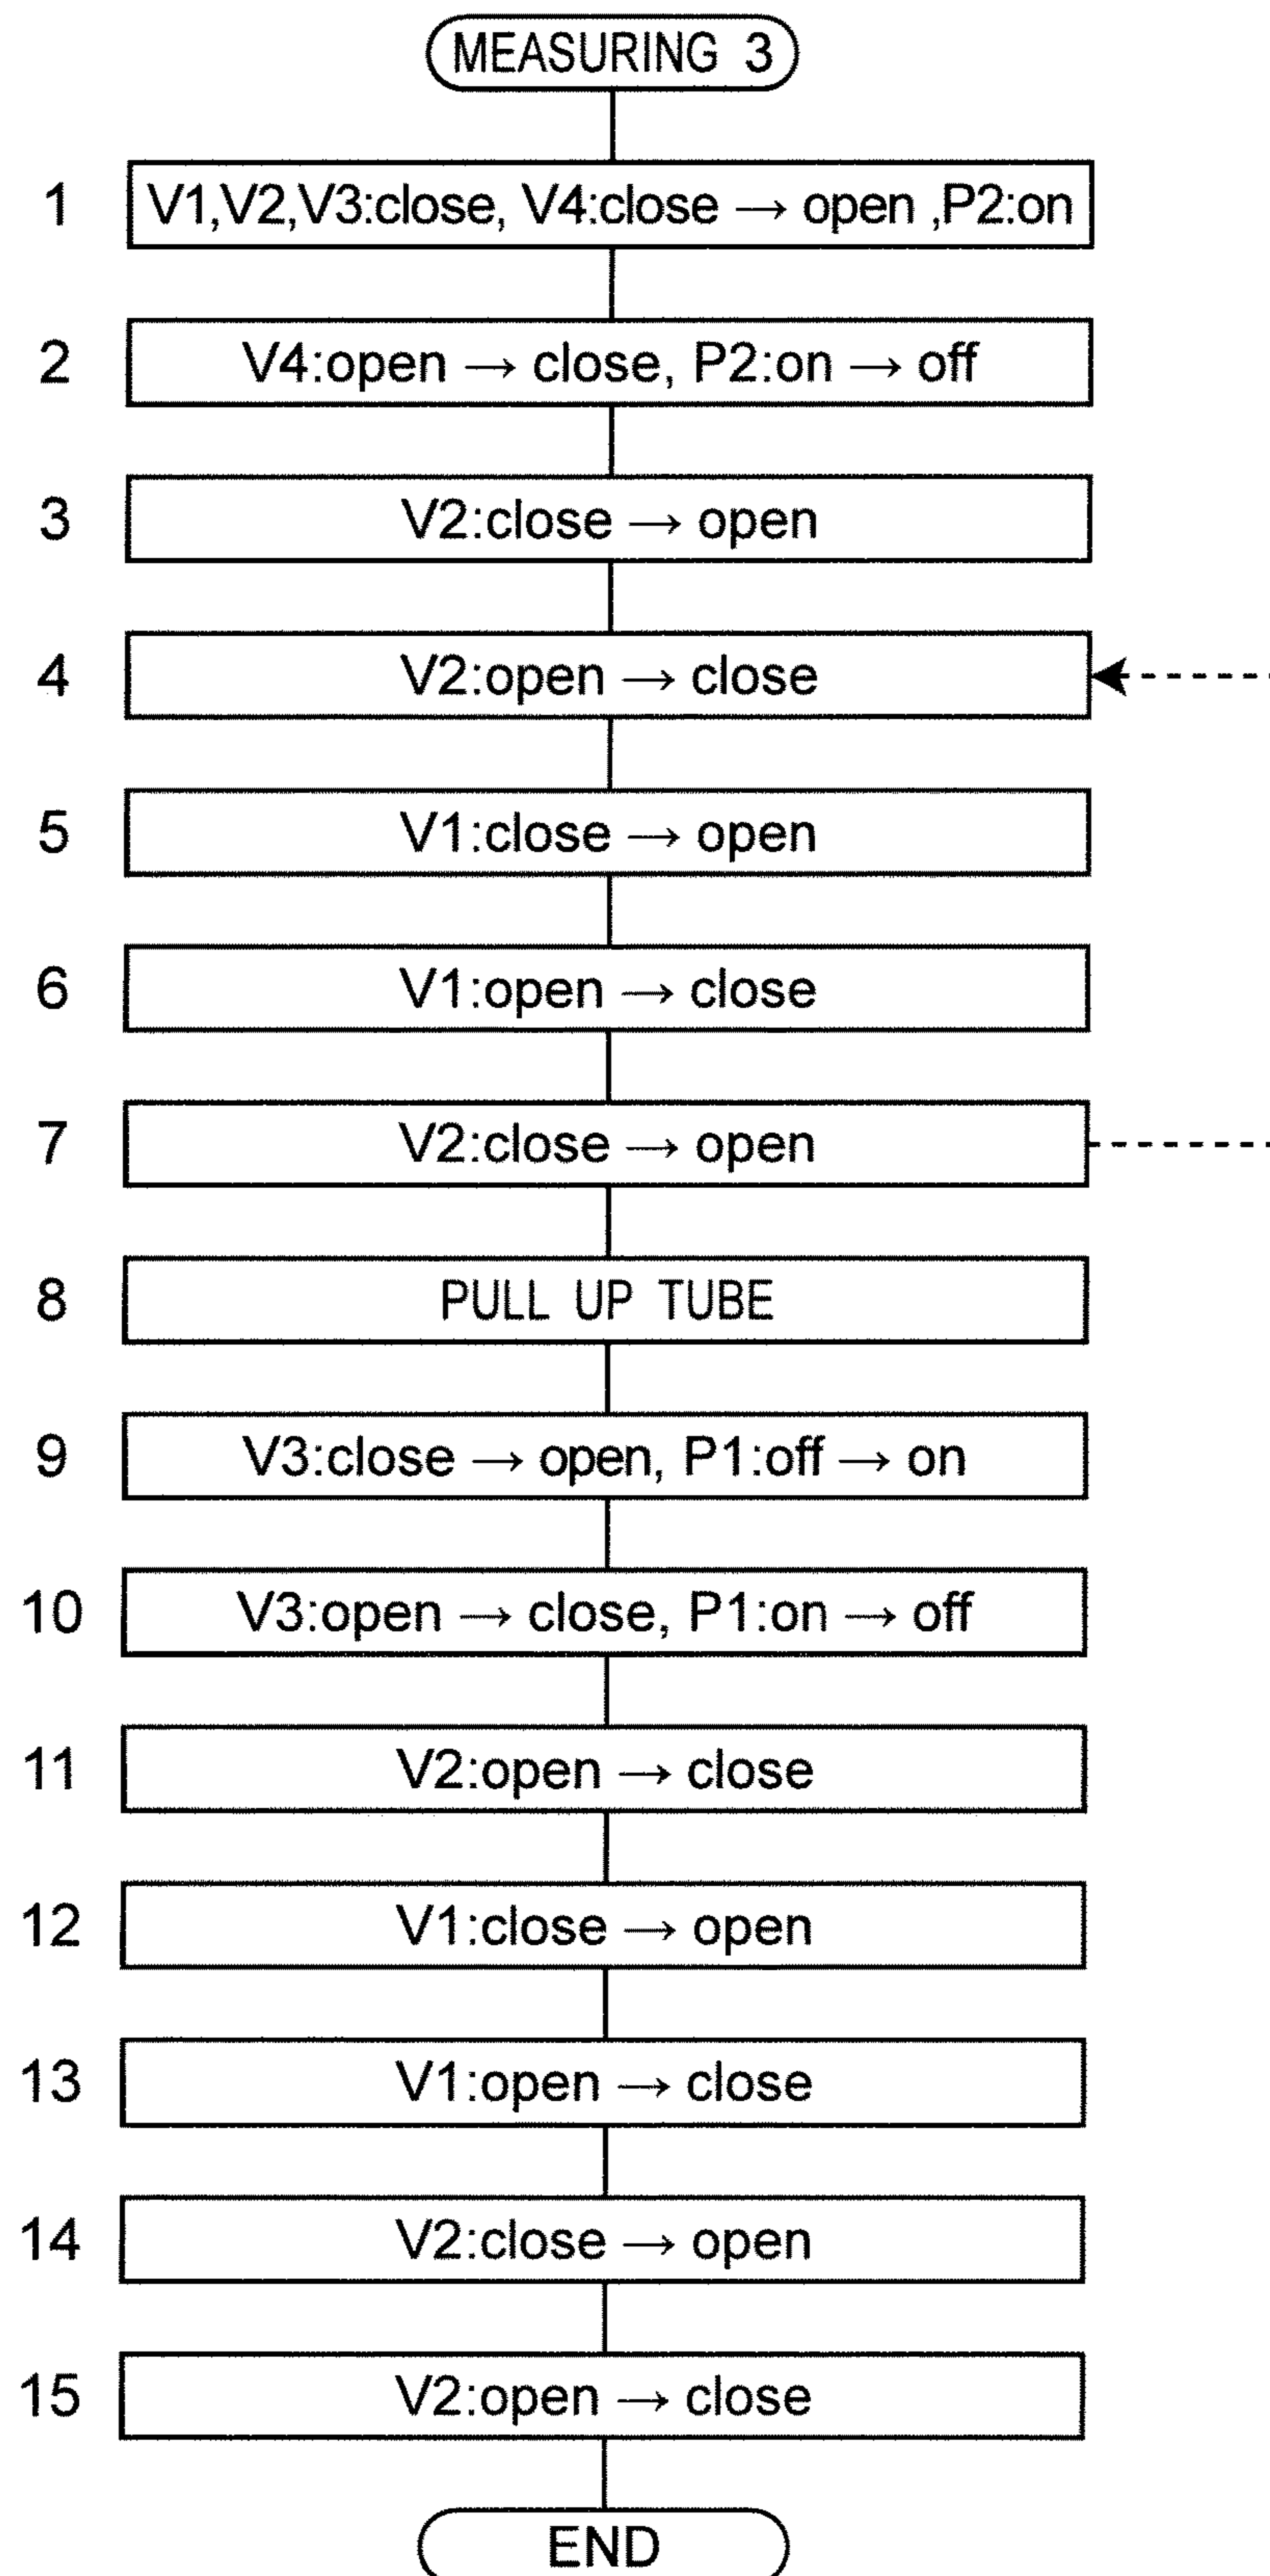 MEASURING 3
1 V1,V2,V3:close, V4:close → open ,P2:on
2 V4:open → close, P2:on → off
3 V2:close → open
4 V2:open → close
5 V1:close → open
6 V1:open → close
7 V2:close → open
8 PULL UP TUBE
9 V3:close → open, P1:off → on
10 V3:open → close, P1:on → off
11 V2:open → close
12 V1:close → open
13 V1:open → close
14 V2:close → open
15 V2:open → close
END